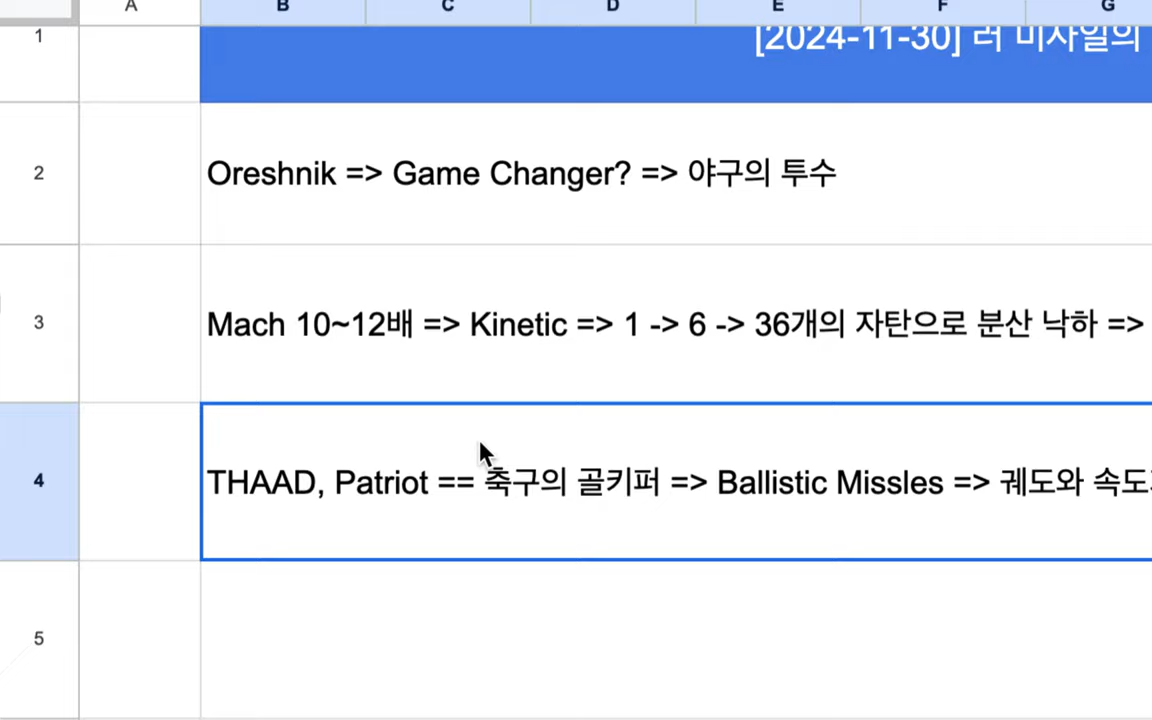 A B C D E F G
1 [2024-11-30] 러 미사일의
2 Oreshnik => Game Changer? => 야구의 투수
3 Mach 10~12배 => Kinetic => 1 -> 6 -> 36개의 자탄으로 분산 낙하 =>
4 THAAD, Patriot == 축구의 골키퍼 => Ballistic Missles => 궤도와 속도
5